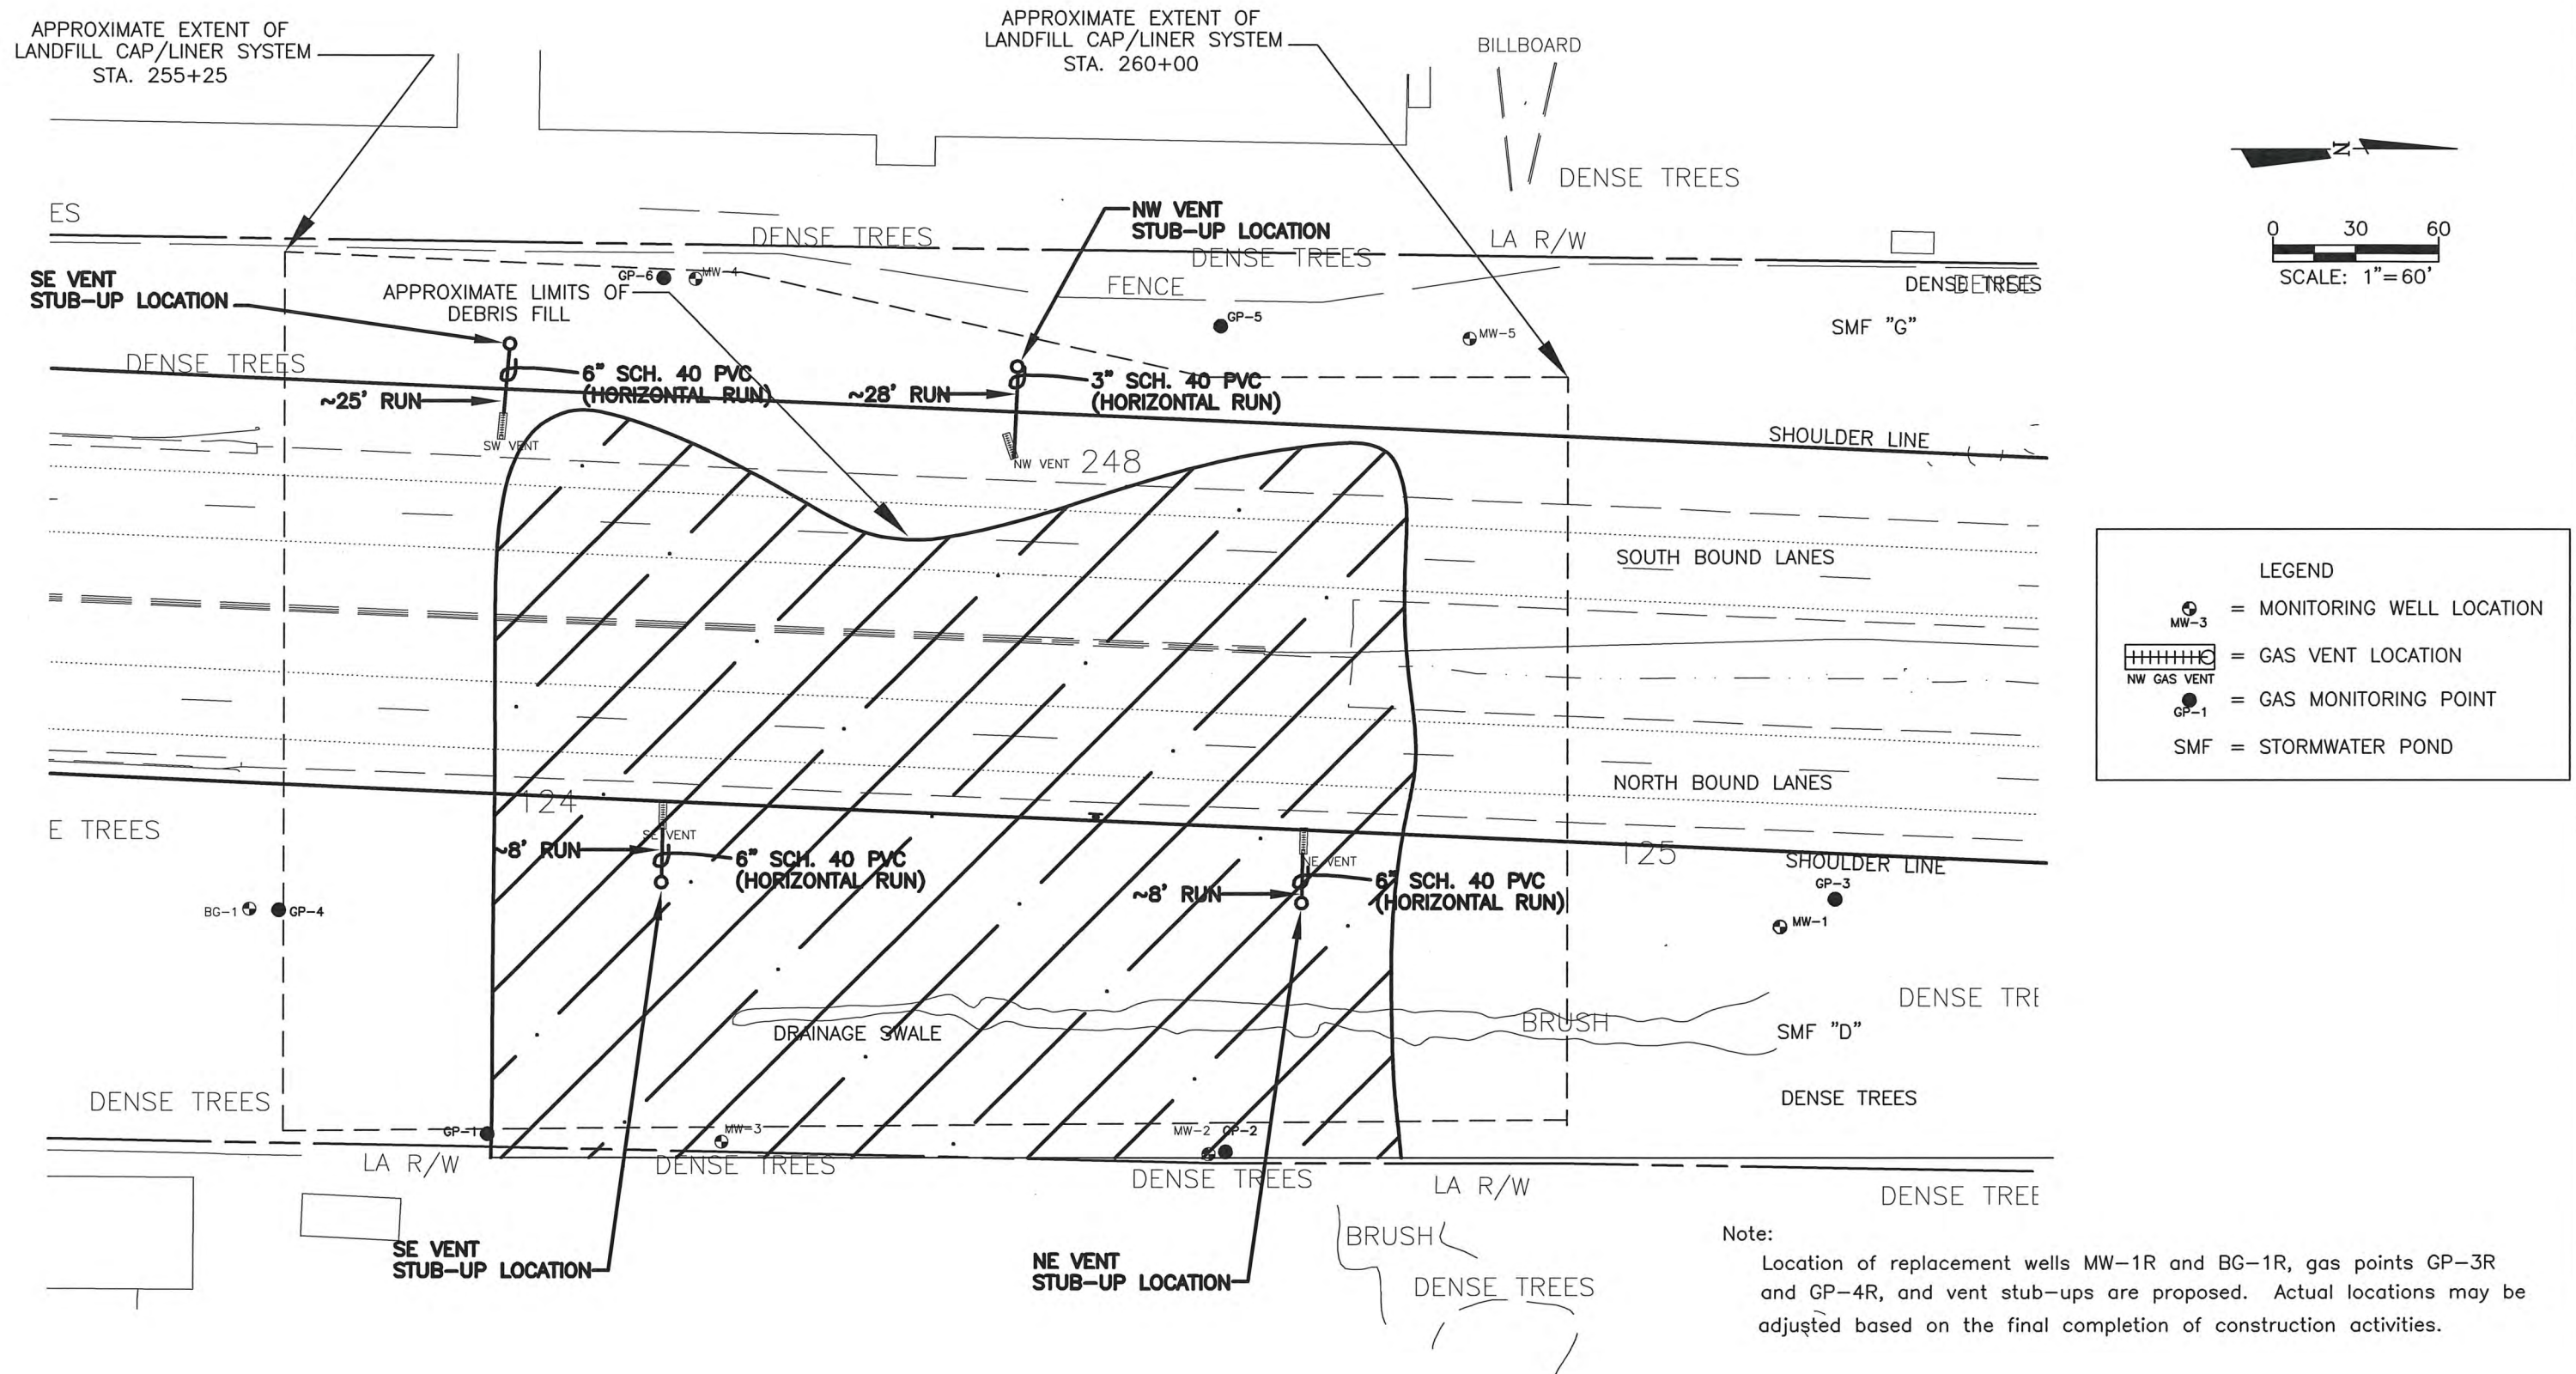 APPROXIMATE EXTENT OF
LANDFILL CAP/LINER SYSTEM
STA. 255+25
APPROXIMATE EXTENT OF
LANDFILL CAP/LINER SYSTEM
STA. 260+00
BILLBOARD
DENSE TREES
N
0 30 60
SCALE: 1"=60'
ES
DENSE TREES
NW VENT
STUB-UP LOCATION
DENSE TREES
LA R/W
SE VENT
STUB-UP LOCATION
GP-6
MW-4
APPROXIMATE LIMITS OF
DEBRIS FILL
FENCE
GP-5
MW-5
DENSE TREES
DENSE
SMF "G"
DENSE TREES
6" SCH. 40 PVC
(HORIZONTAL RUN)
~25' RUN
~28' RUN
3" SCH. 40 PVC
(HORIZONTAL RUN)
SW VENT
NW VENT
248
SHOULDER LINE
SOUTH BOUND LANES
LEGEND
MW-3
= MONITORING WELL LOCATION
NW GAS VENT
= GAS VENT LOCATION
GP-1
= GAS MONITORING POINT
SMF = STORMWATER POND
NORTH BOUND LANES
124
E TREES
SE VENT
~8' RUN
6" SCH. 40 PVC
(HORIZONTAL RUN)
NE VENT
~8' RUN
6" SCH. 40 PVC
(HORIZONTAL RUN)
125
SHOULDER LINE
GP-3
MW-1
BG-1
GP-4
DENSE TRE
DRAINAGE SWALE
BRUSH
SMF "D"
DENSE TREES
DENSE TREES
GP-1
MW-3
MW-2
GP-2
LA R/W
DENSE TREES
DENSE TREES
LA R/W
DENSE TREE
SE VENT
STUB-UP LOCATION
NE VENT
STUB-UP LOCATION
BRUSH
DENSE TREES
Note:
Location of replacement wells MW-1R and BG-1R, gas points GP-3R
and GP-4R, and vent stub-ups are proposed. Actual locations may be
adjusted based on the final completion of construction activities.